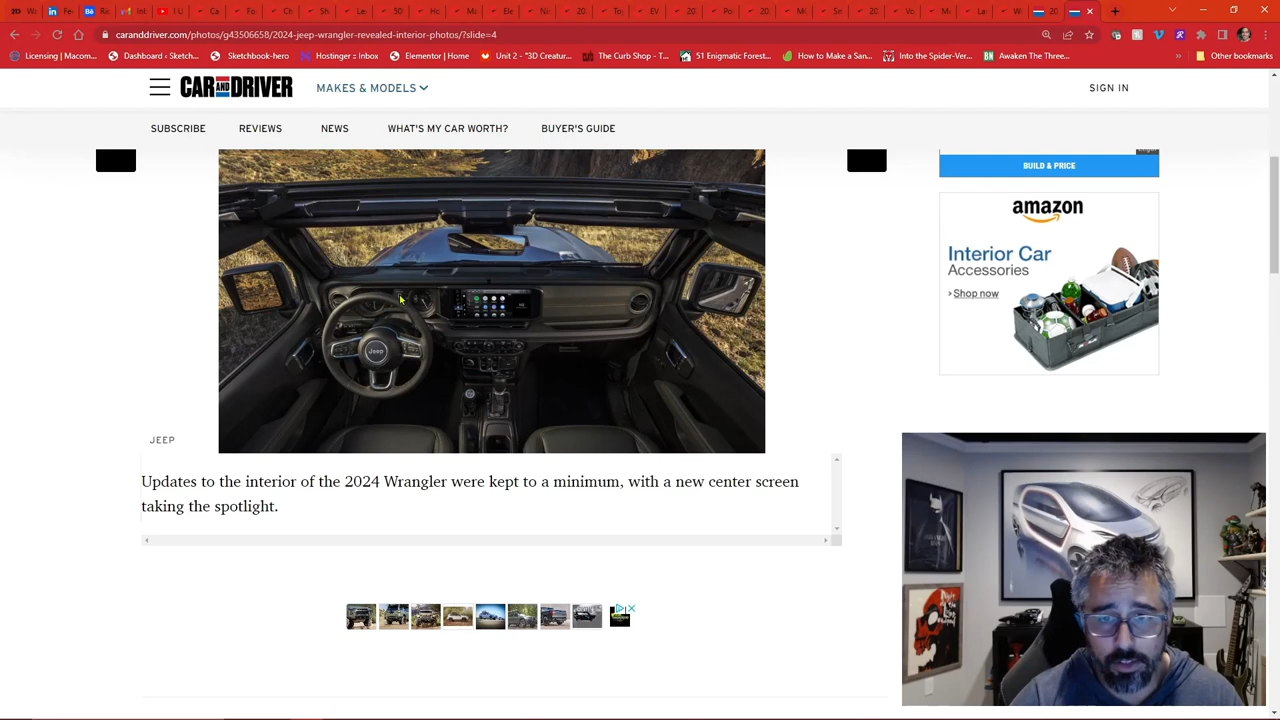 caranddriver.com/photos/g43506658/2024-jeep-wrangler-revealed-interior-photos/?slide=4
Licensing | Macom...
Dashboard ‹ Sketch...
Sketchbook-hero
Hostinger :: Inbox
Elementor | Home
Unit 2 - "3D Creatur...
The Curb Shop - T...
51 Enigmatic Forest...
How to Make a San...
Into the Spider-Ver...
Awaken The Three...
Other bookmarks
CAR AND DRIVER
MAKES & MODELS
SIGN IN
SUBSCRIBE
REVIEWS
NEWS
WHAT'S MY CAR WORTH?
BUYER'S GUIDE
BUILD & PRICE
amazon
Interior Car
Accessories
› Shop now
Jeep
JEEP
Updates to the interior of the 2024 Wrangler were kept to a minimum, with a new center screen
taking the spotlight.